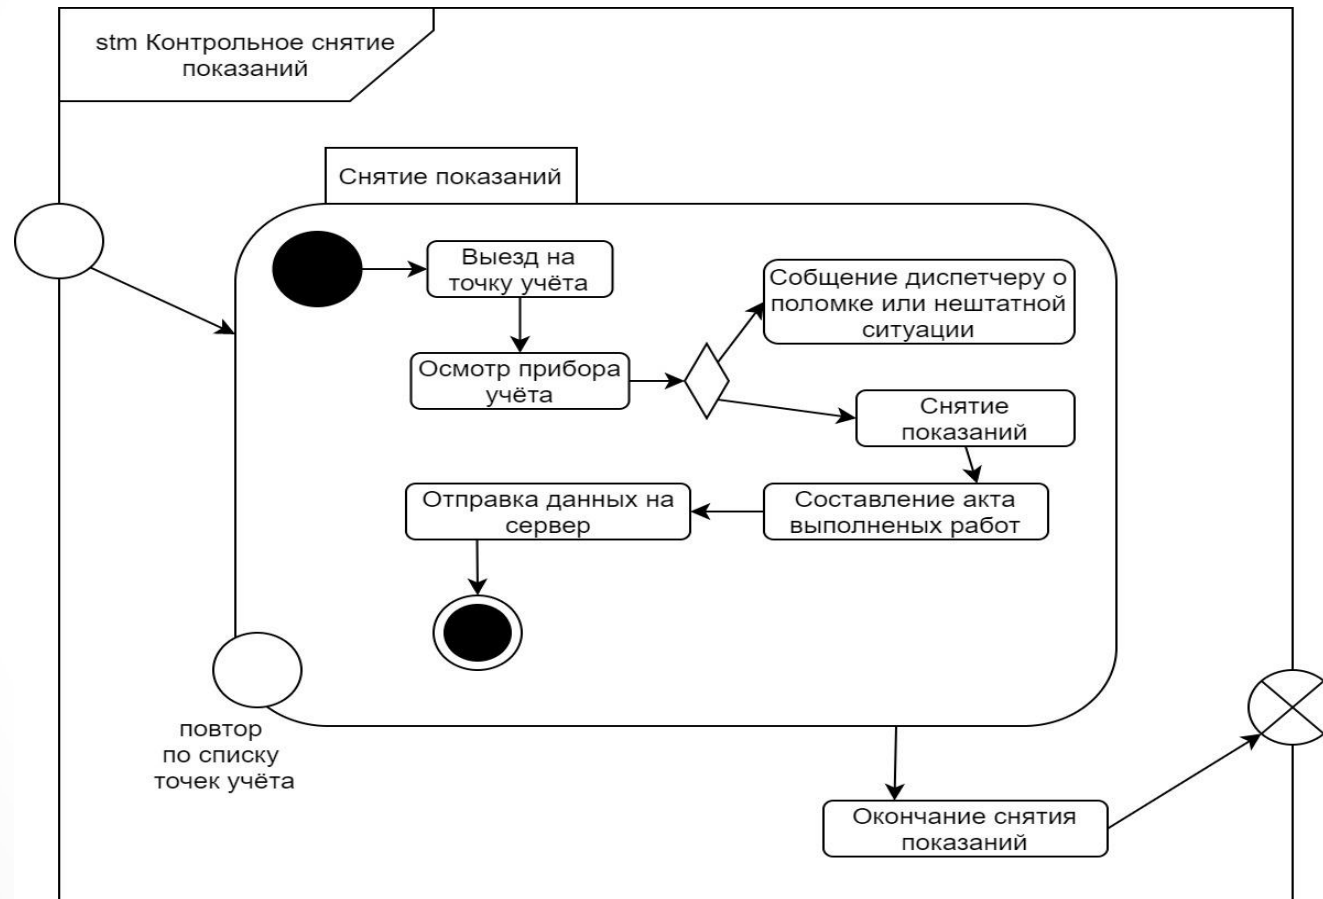 stm Контрольное снятие
показаний
Снятие показаний
Выезд на
точку учёта
Собщение диспетчеру о
поломке или нештатной
ситуации
Осмотр прибора
учёта
Снятие
показаний
Отправка данных на
сервер
Составление акта
выполненых работ
повтор
по списку
точек учёта
Окончание снятия
показаний